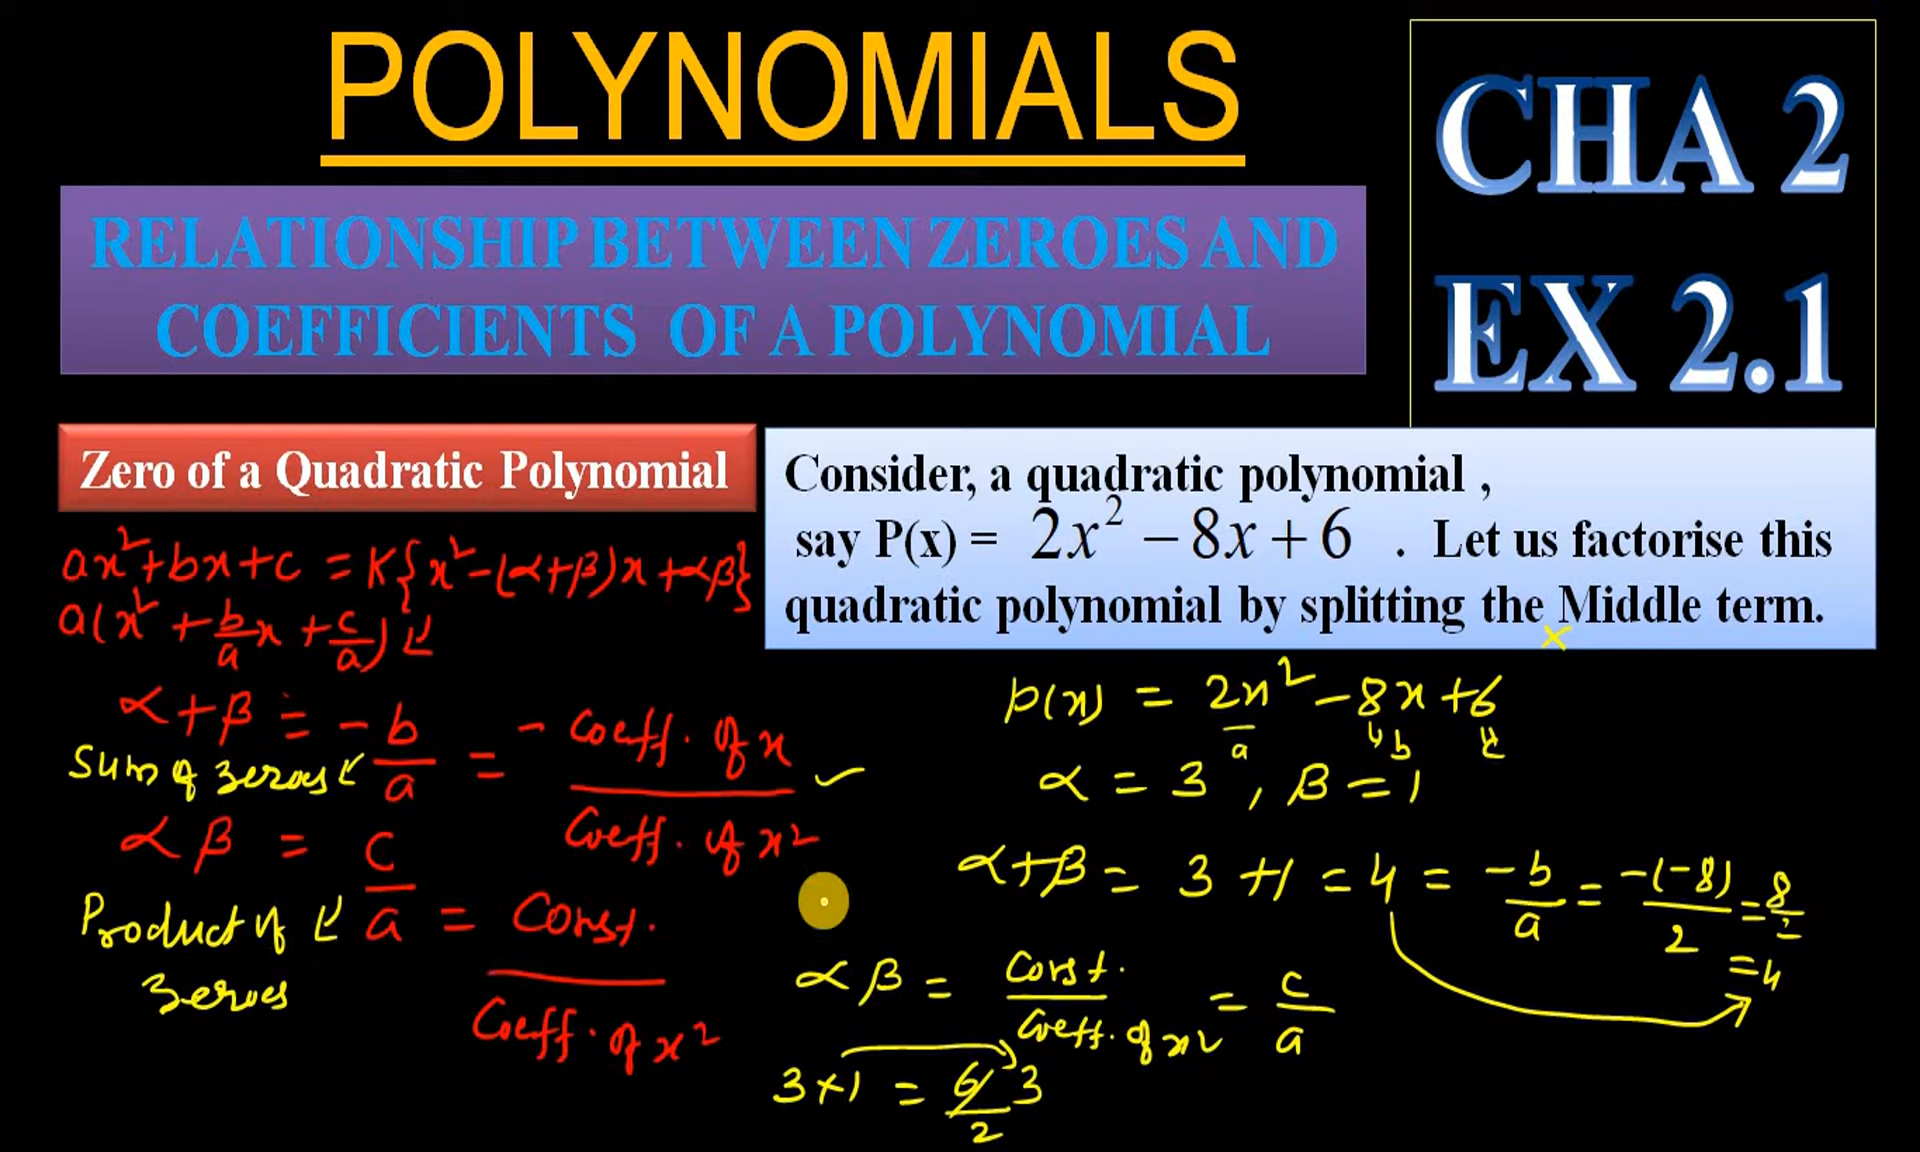 POLYNOMIALS
CHA 2
EX 2.1
RELATIONSHIP BETWEEN ZEROES AND
COEFFICIENTS OF A POLYNOMIAL
Zero of a Quadratic Polynomial
ax²+bx+c = K{x²-(α+β)x+αβ}
a(x² + b/a x + c/a)
α+β = -b/a = - Coeff. of x / Coeff. of x²
Sum of zeroes
αβ = c/a = Const. / Coeff. of x²
Product of
zeroes
Consider, a quadratic polynomial ,
say P(x) = 2x² − 8x + 6 . Let us factorise this
quadratic polynomial by splitting the Middle term.
p(x) = 2x² - 8x + 6
a b c
α = 3 , β = 1
α+β = 3 + 1 = 4 = -b/a = -(-8)/2 = 8/2
= 4
αβ = Const. / Coeff. of x² = c/a
3×1 = 6/2 3